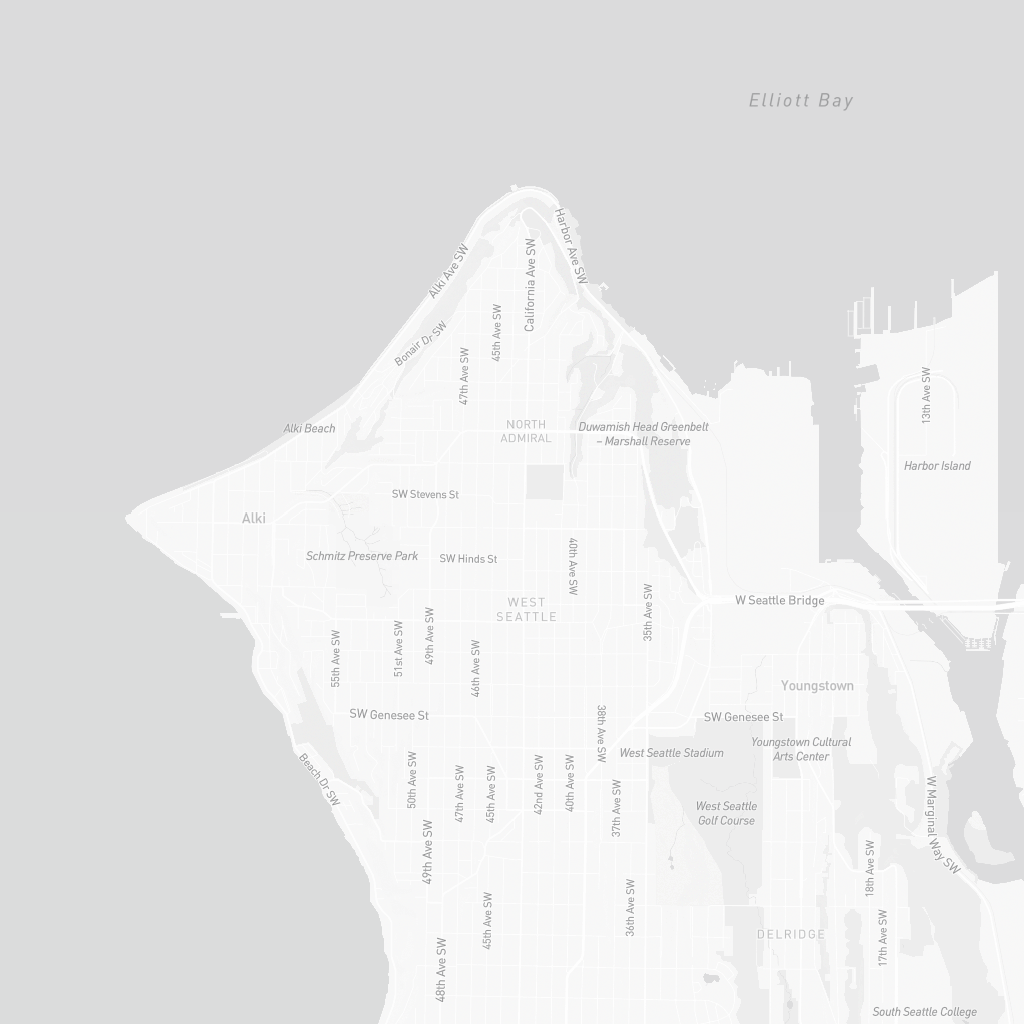 Elliott Bay
Harbor Ave SW
Alki Ave SW
California Ave SW
Bonair Dr SW
45th Ave SW
47th Ave SW
13th Ave SW
Alki Beach
NORTH
ADMIRAL
Duwamish Head Greenbelt
– Marshall Reserve
Harbor Island
SW Stevens St
Alki
Schmitz Preserve Park
SW Hinds St
40th Ave SW
WEST
SEATTLE
35th Ave SW
W Seattle Bridge
55th Ave SW
51st Ave SW
49th Ave SW
46th Ave SW
Youngstown
SW Genesee St
38th Ave SW
SW Genesee St
West Seattle Stadium
Youngstown Cultural
Arts Center
Beach Dr SW
50th Ave SW
47th Ave SW
45th Ave SW
42nd Ave SW
40th Ave SW
37th Ave SW
West Seattle
Golf Course
W Marginal Way SW
49th Ave SW
18th Ave SW
45th Ave SW
36th Ave SW
DELRIDGE
17th Ave SW
48th Ave SW
South Seattle College